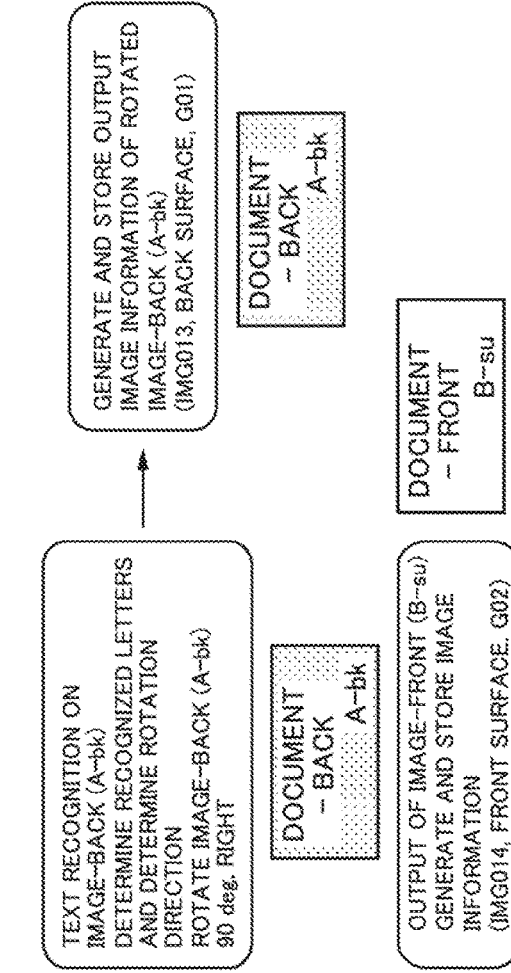 TEXT RECOGNITION ON
IMAGE-BACK (A-bk)
DETERMINE RECOGNIZED LETTERS
AND DETERMINE ROTATION
DIRECTION
ROTATE IMAGE-BACK (A-bk)
90 deg. RIGHT
GENERATE AND STORE OUTPUT
IMAGE INFORMATION OF ROTATED
IMAGE-BACK (A-bk)
(IMG013, BACK SURFACE, G01)
DOCUMENT
- BACK
A-bk
DOCUMENT
- BACK
A-bk
OUTPUT OF IMAGE-FRONT (B-su)
GENERATE AND STORE IMAGE
INFORMATION
(IMG014, FRONT SURFACE, G02)
DOCUMENT
- FRONT
B-su